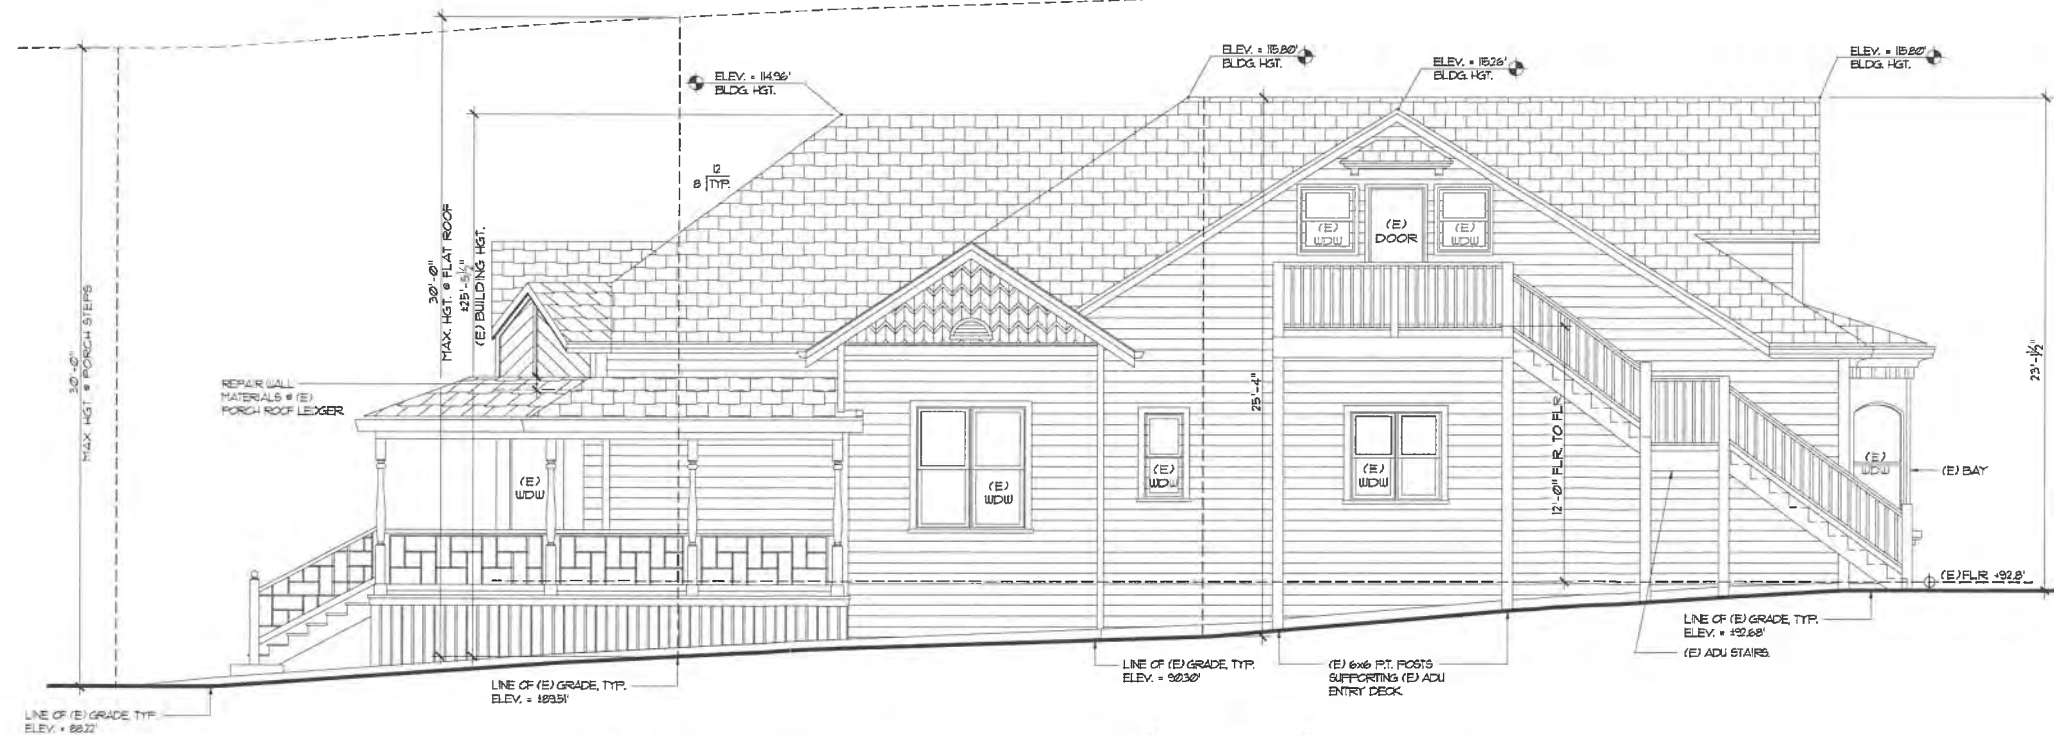 ELEV. = 114.96'
BLDG. HGT.
ELEV. = 115.80'
BLDG. HGT.
ELEV. = 115.26'
BLDG. HGT.
ELEV. = 115.80'
BLDG. HGT.
12
8 TYP.
30'-0"
MAX. HGT @ PORCH STEPS
30'-0"
MAX. HGT. @ FLAT ROOF
±25'-5½"
(E) BUILDING HGT.
REPAIR WALL
MATERIALS @ (E)
PORCH ROOF LEDGER
(E)
WDW
(E)
DOOR
(E)
WDW
25'-4"
12'-0" FLR. TO FLR.
23'-1½"
(E)
WDW
(E)
WDW
(E)
WDW
(E)
WDW
(E)
WDW
(E) BAY
(E) FLR. +92.8'
LINE OF (E) GRADE, TYP.
ELEV. = 88.22'
LINE OF (E) GRADE, TYP.
ELEV. = ±89.51'
LINE OF (E) GRADE, TYP.
ELEV. = 90.30'
(E) 6x6 P.T. POSTS
SUPPORTING (E) ADU
ENTRY DECK
LINE OF (E) GRADE, TYP.
ELEV. = ±92.68'
(E) ADU STAIRS